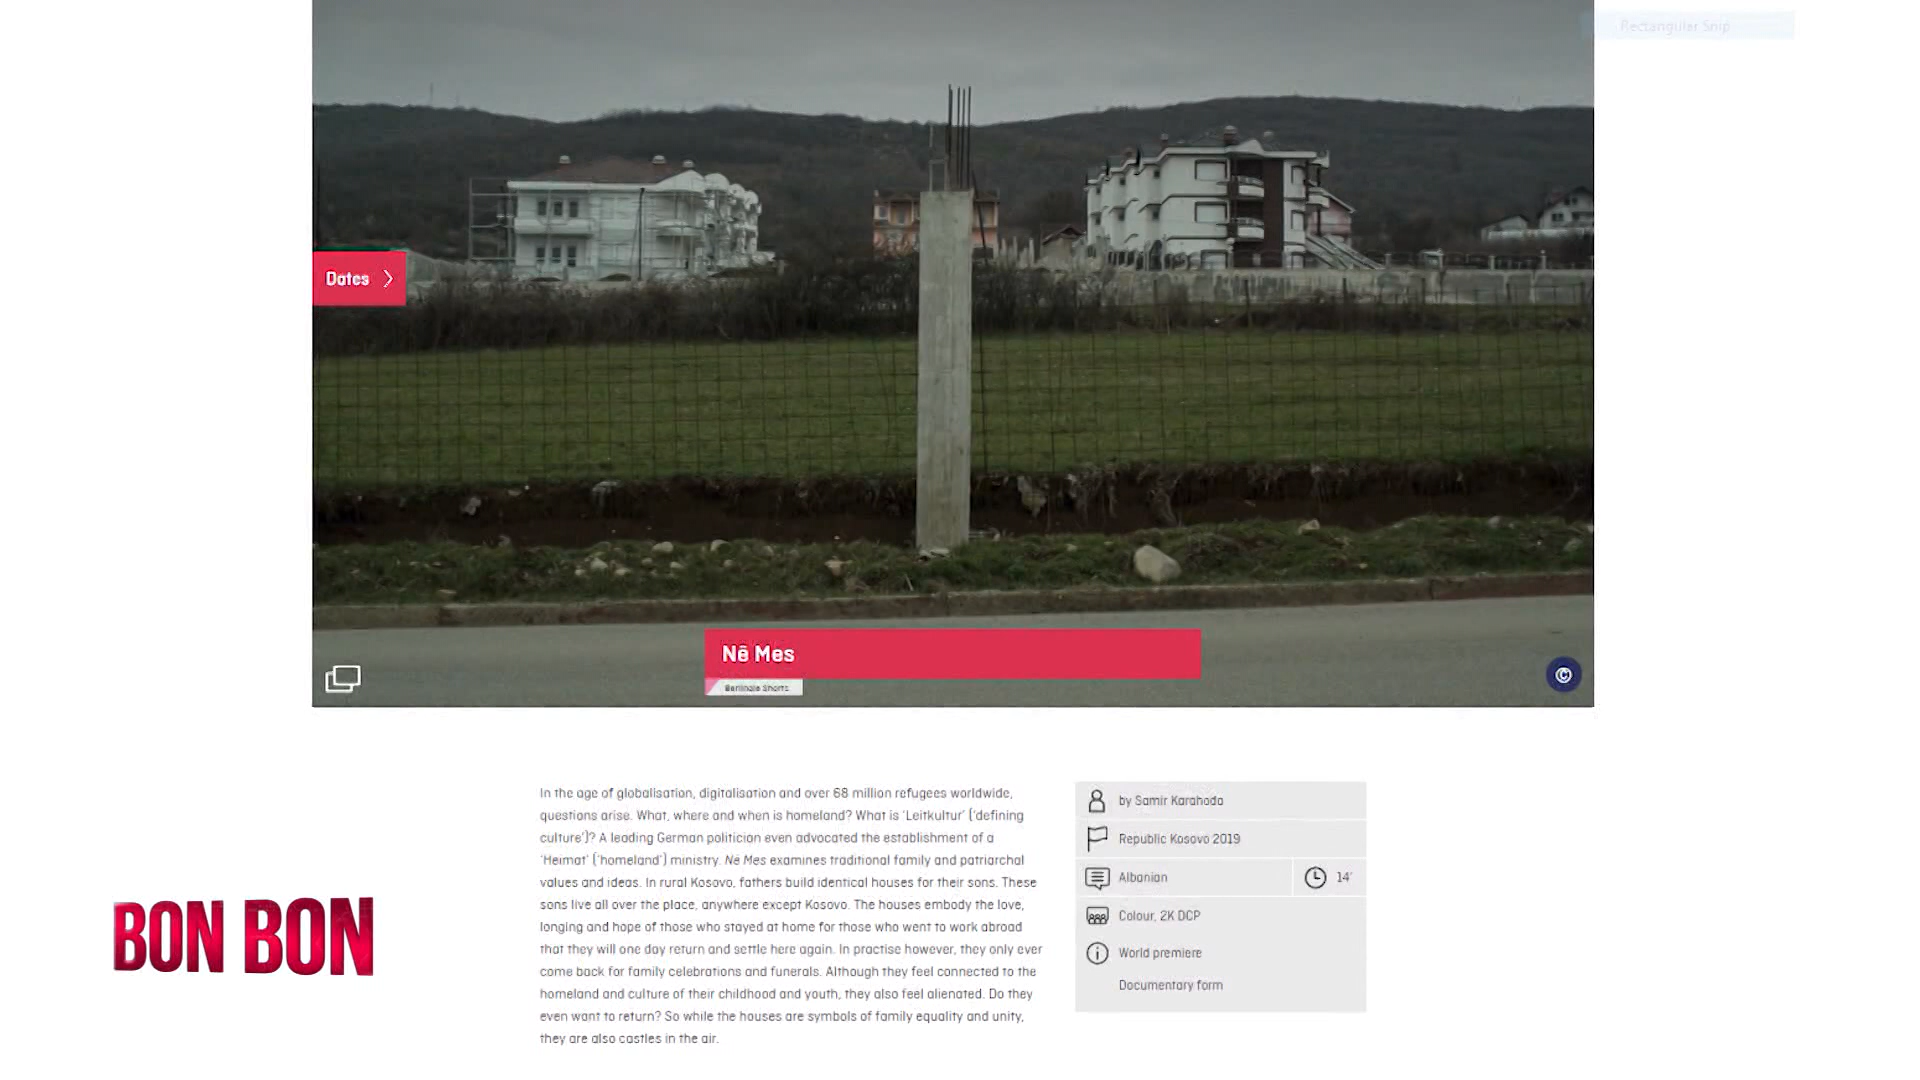 Rectangular Snip
Dates
Në Mes
Berlinale Shorts
©
In the age of globalisation, digitalisation and over 68 million refugees worldwide,
questions arise. What, where and when is homeland? What is ‘Leitkultur’ (‘defining
culture’)? A leading German politician even advocated the establishment of a
‘Heimat’ (‘homeland’) ministry. Në Mes examines traditional family and patriarchal
values and ideas. In rural Kosovo, fathers build identical houses for their sons. These
sons live all over the place, anywhere except Kosovo. The houses embody the love,
longing and hope of those who stayed at home for those who went to work abroad
that they will one day return and settle here again. In practise however, they only ever
come back for family celebrations and funerals. Although they feel connected to the
homeland and culture of their childhood and youth, they also feel alienated. Do they
even want to return? So while the houses are symbols of family equality and unity,
they are also castles in the air.
by Samir Karahoda
Republic Kosovo 2019
Albanian
14'
Colour, 2K DCP
World premiere
Documentary form
BON BON